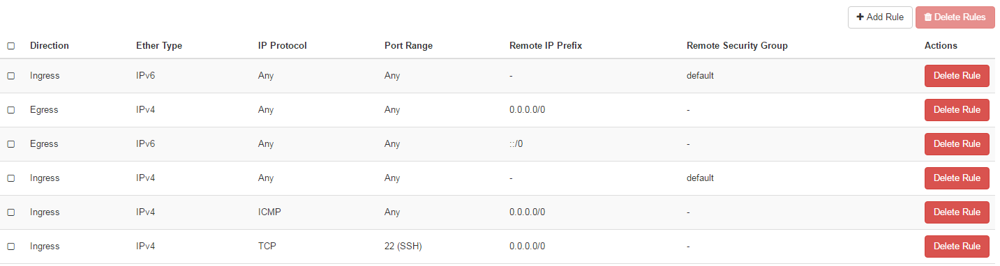 Add Rule Delete Rules
Direction Ether Type IP Protocol Port Range Remote IP Prefix Remote Security Group Actions
Ingress IPv6 Any Any - default Delete Rule
Egress IPv4 Any Any 0.0.0.0/0 - Delete Rule
Egress IPv6 Any Any ::/0 - Delete Rule
Ingress IPv4 Any Any - default Delete Rule
Ingress IPv4 ICMP Any 0.0.0.0/0 - Delete Rule
Ingress IPv4 TCP 22 (SSH) 0.0.0.0/0 - Delete Rule